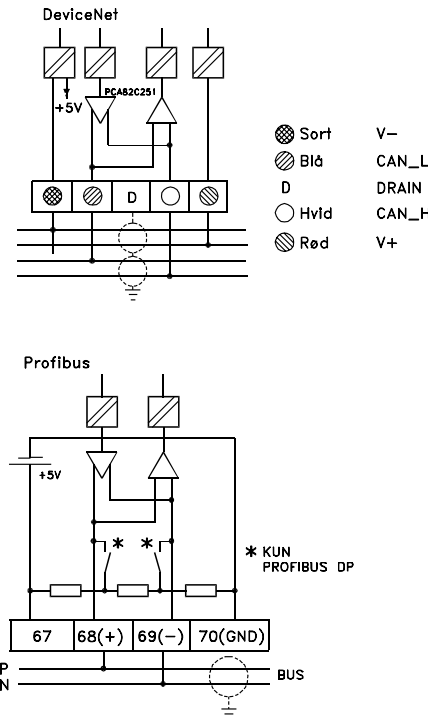 DeviceNet
+5V
PCA82C251
Sort V-
Blå CAN_L
D DRAIN
Hvid CAN_H
Rød V+
D
Profibus
+5V
* *
* KUN
PROFIBUS DP
67 68(+) 69(-) 70(GND)
P
N
BUS